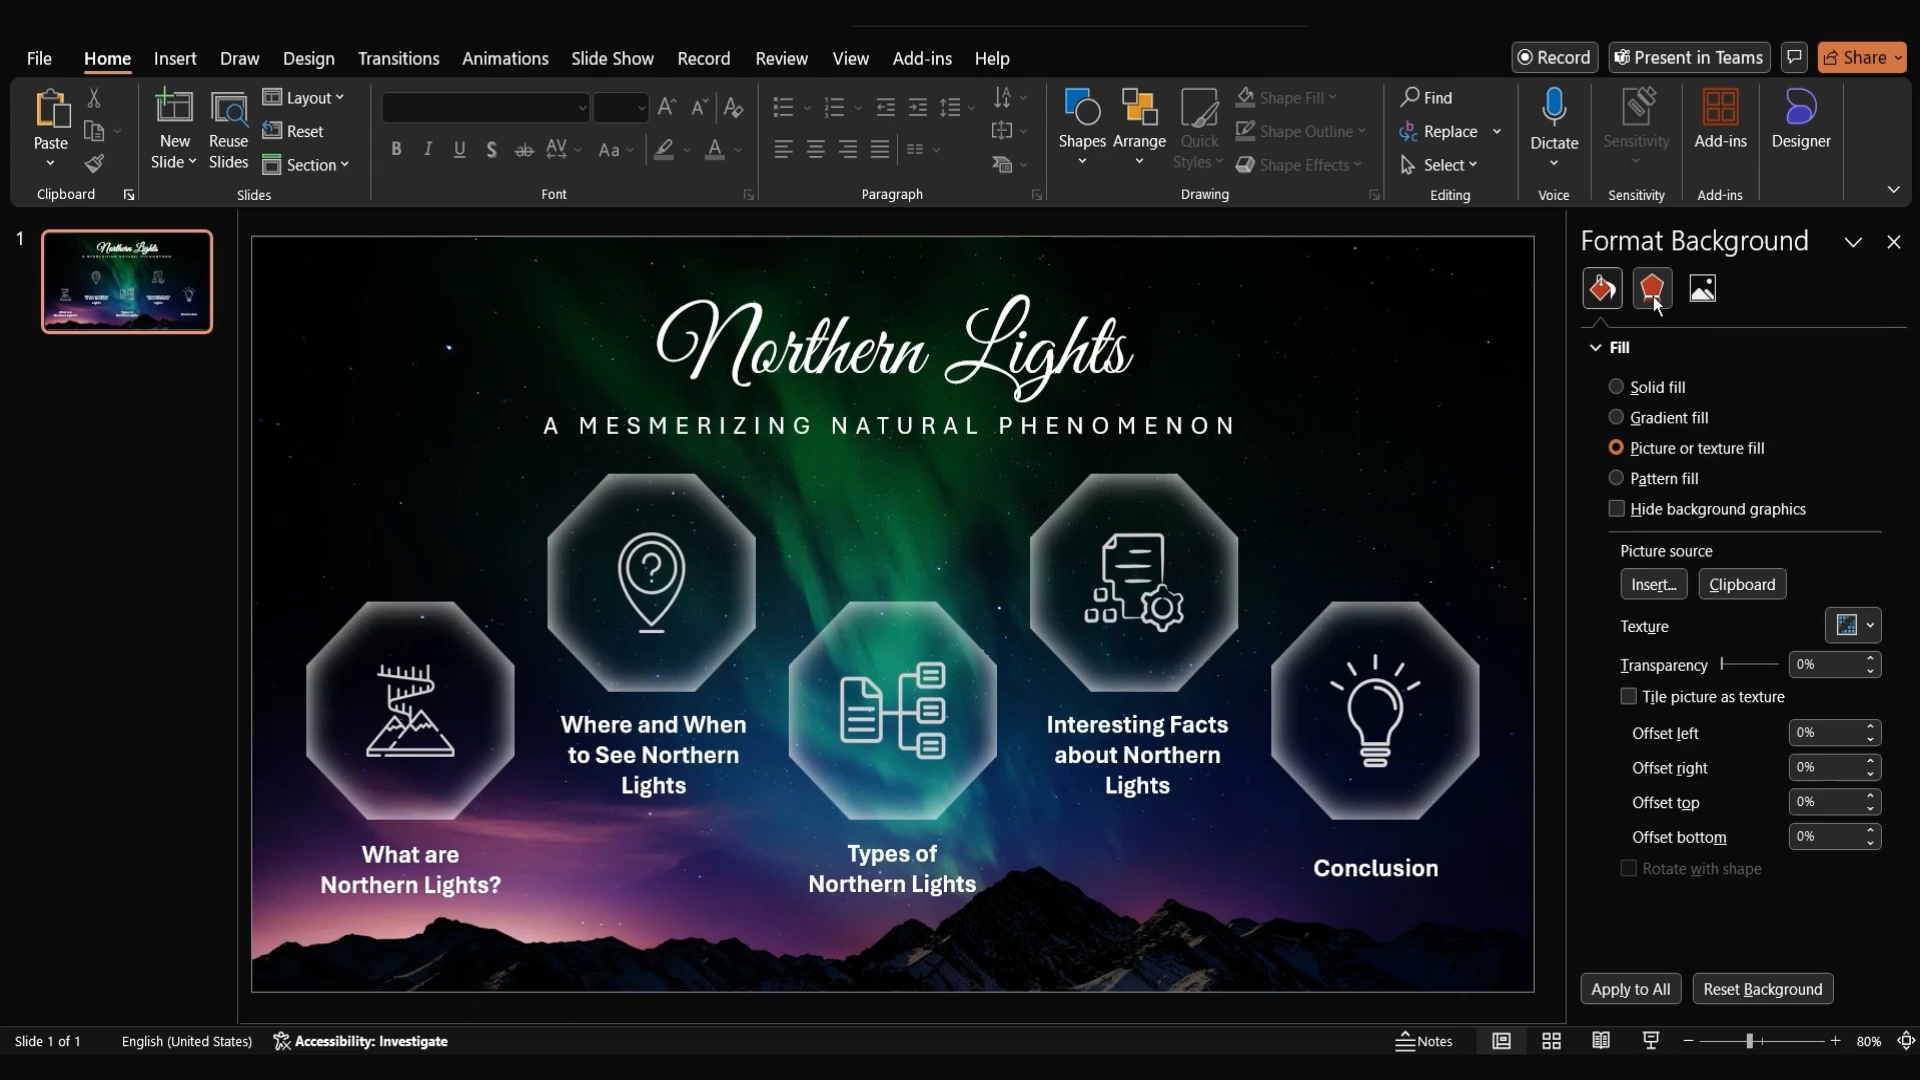 File Home Insert Draw Design Transitions Animations Slide Show Record Review View Add-ins Help
Record Present in Teams Share
Paste
Clipboard
New Slide
Reuse Slides
Layout
Reset
Section
Slides
B I U S ab AV Aa A
Font
Paragraph
Shapes
Arrange
Quick Styles
Shape Fill
Shape Outline
Shape Effects
Drawing
Find
Replace
Select
Editing
Dictate
Voice
Sensitivity
Sensitivity
Add-ins
Add-ins
Designer
1
Northern Lights
A MESMERIZING NATURAL PHENOMENON
What are
Northern Lights?
Where and When
to See Northern
Lights
Types of
Northern Lights
Interesting Facts
about Northern
Lights
Conclusion
Format Background
Fill
Solid fill
Gradient fill
Picture or texture fill
Pattern fill
Hide background graphics
Picture source
Insert... Clipboard
Texture
Transparency 0%
Tile picture as texture
Offset left 0%
Offset right 0%
Offset top 0%
Offset bottom 0%
Rotate with shape
Apply to All Reset Background
Slide 1 of 1 English (United States) Accessibility: Investigate Notes 80%